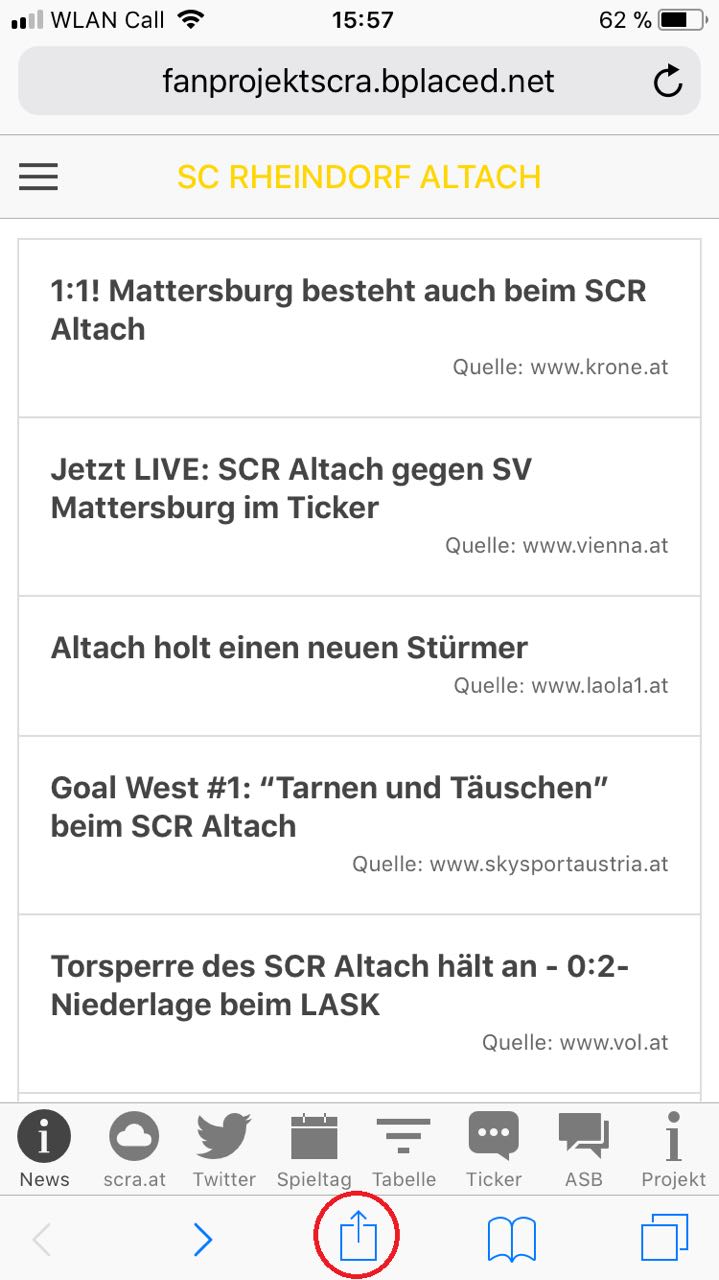 WLAN Call 15:57 62 %
fanprojektscra.bplaced.net
SC RHEINDORF ALTACH
1:1! Mattersburg besteht auch beim SCR
Altach
Quelle: www.krone.at
Jetzt LIVE: SCR Altach gegen SV
Mattersburg im Ticker
Quelle: www.vienna.at
Altach holt einen neuen Stürmer
Quelle: www.laola1.at
Goal West #1: “Tarnen und Täuschen”
beim SCR Altach
Quelle: www.skysportaustria.at
Torsperre des SCR Altach hält an - 0:2-
Niederlage beim LASK
Quelle: www.vol.at
News scra.at Twitter Spieltag Tabelle Ticker ASB Projekt